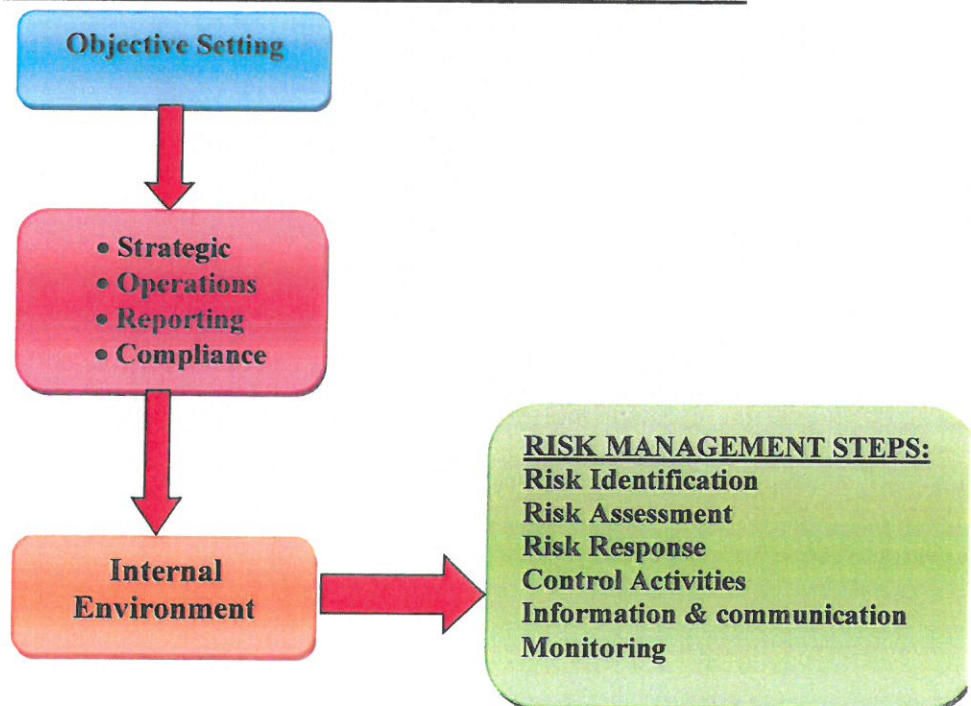 Objective Setting
• Strategic
• Operations
• Reporting
• Compliance
Internal
Environment
RISK MANAGEMENT STEPS:
Risk Identification
Risk Assessment
Risk Response
Control Activities
Information & communication
Monitoring